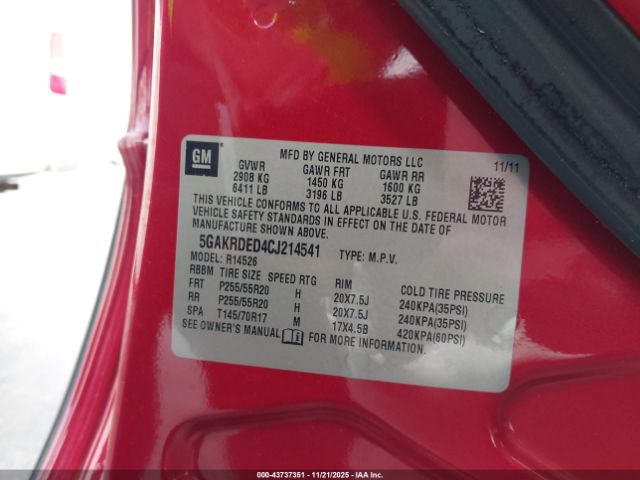 GM
MFD BY GENERAL MOTORS LLC 11/11
GVWR GAWR FRT GAWR RR
2908 KG 1450 KG 1600 KG
6411 LB 3196 LB 3527 LB
THIS VEHICLE CONFORMS TO ALL APPLICABLE U.S. FEDERAL MOTOR
VEHICLE SAFETY STANDARDS IN EFFECT ON THE DATE OF
MANUFACTURE SHOWN ABOVE.
5GAKRDED4CJ214541 TYPE: M.P.V.
MODEL: R14526
RBBM TIRE SIZE SPEED RTG RIM COLD TIRE PRESSURE
FRT P255/55R20 H 20X7.5J 240KPA(35PSI)
RR P255/55R20 H 20X7.5J 240KPA(35PSI)
SPA T145/70R17 M 17X4.5B 420KPA(60PSI)
SEE OWNER'S MANUAL FOR MORE INFORMATION.
000-43737351 - 11/21/2025 - IAAI.com